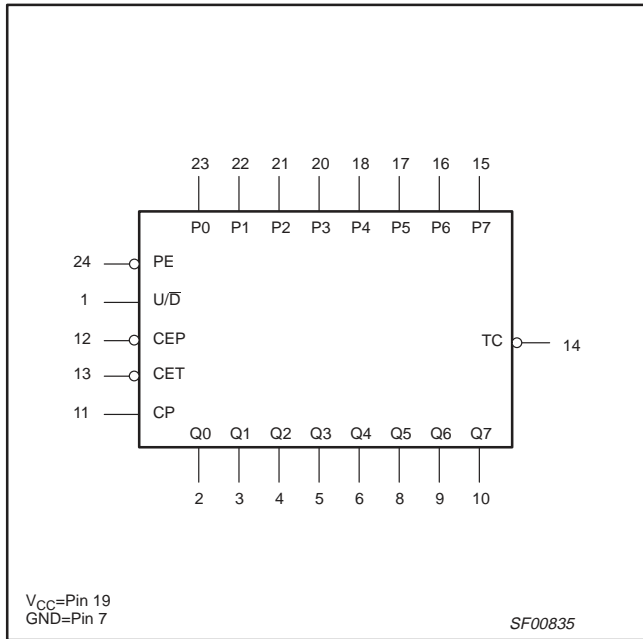 23 22 21 20 18 17 16 15
P0 P1 P2 P3 P4 P5 P6 P7
24 PE
1 U/D̅
12 CEP
TC 14
13 CET
11 CP
Q0 Q1 Q2 Q3 Q4 Q5 Q6 Q7
2 3 4 5 6 8 9 10
VCC=Pin 19
GND=Pin 7
SF00835